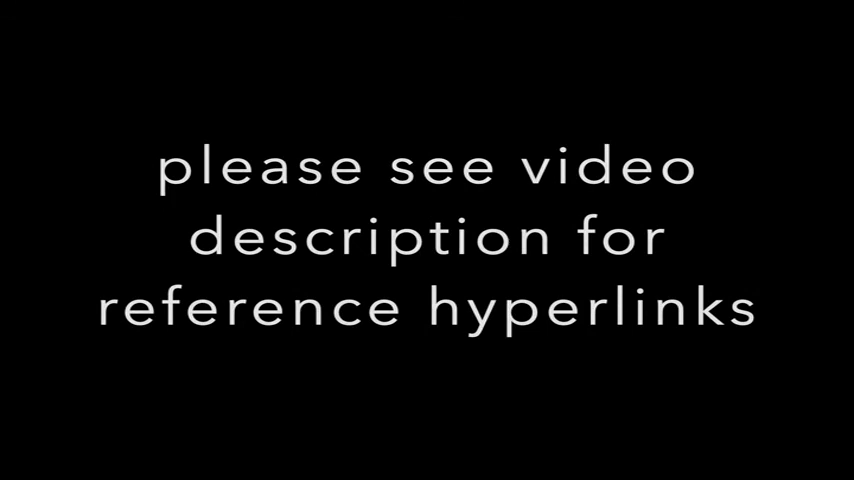 please see video
description for
reference hyperlinks